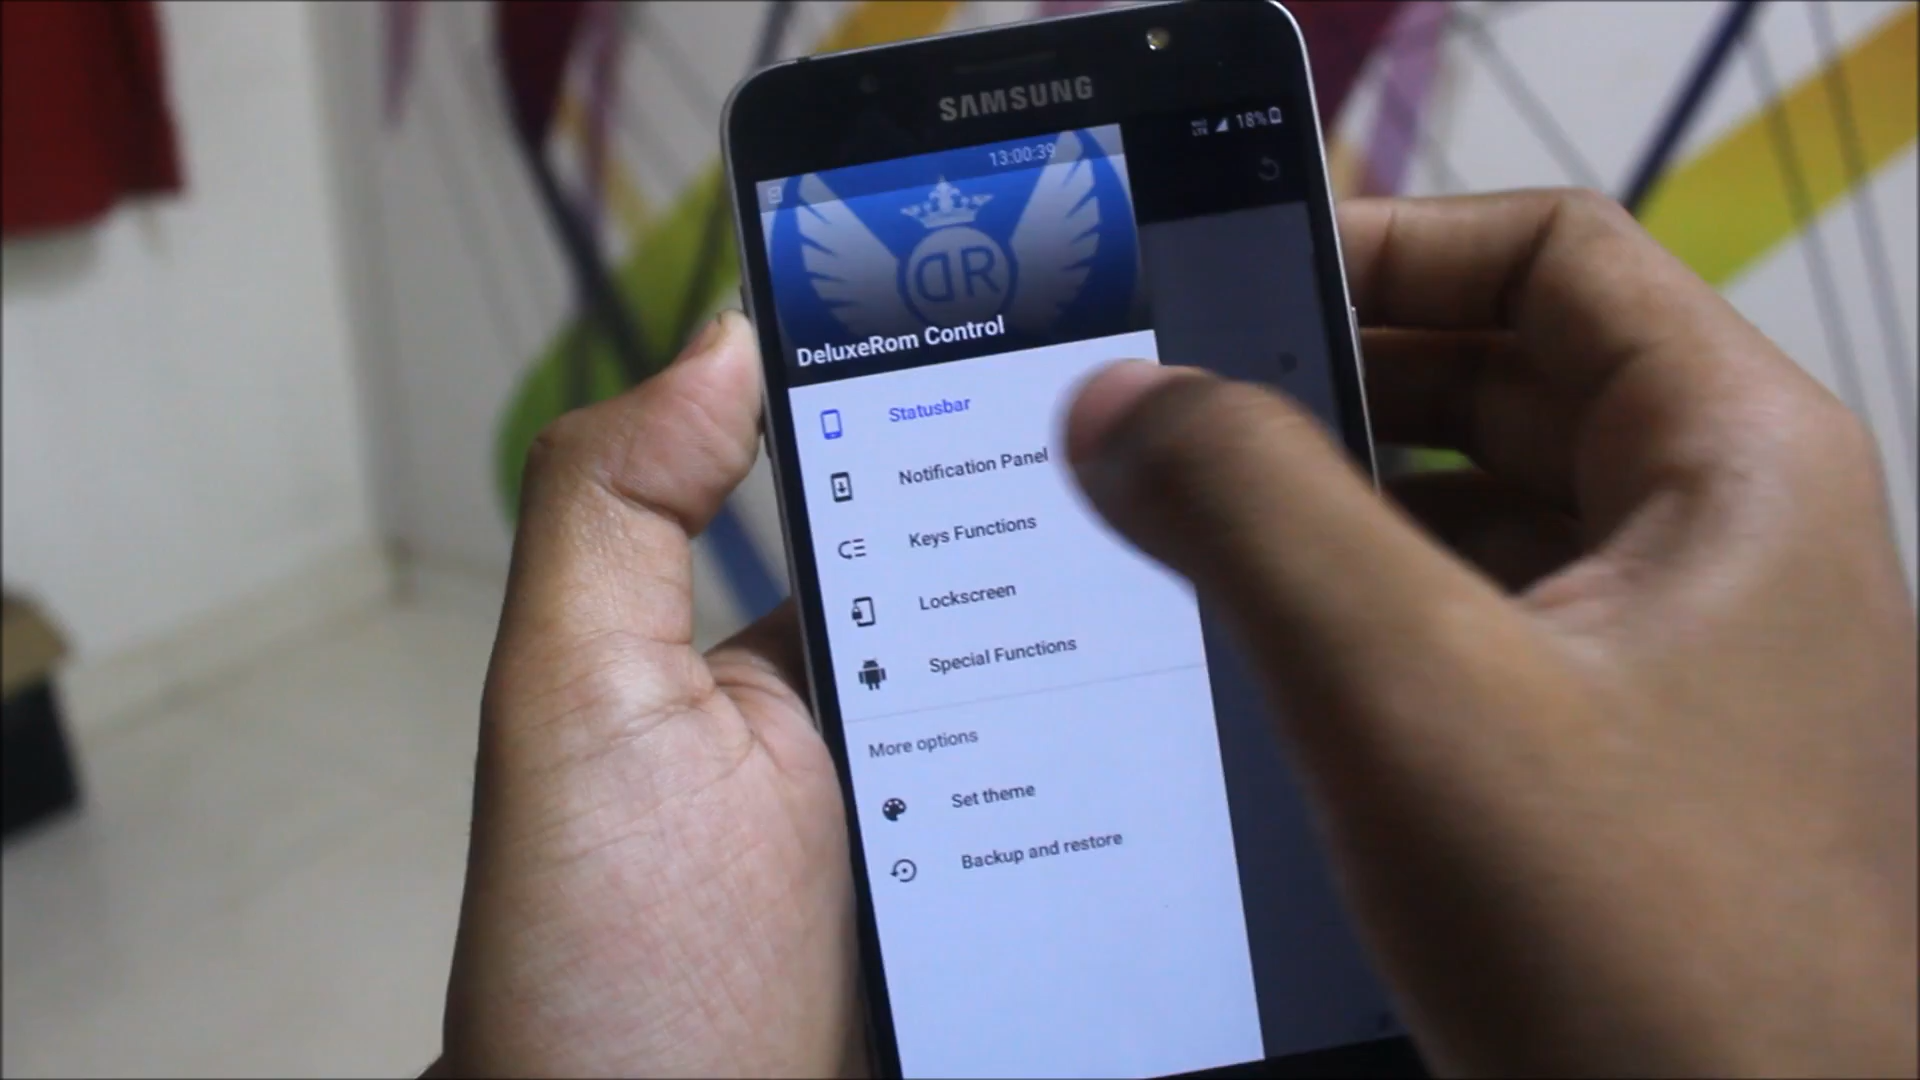 SAMSUNG
13:00:39
18%
DR
DeluxeRom Control
Statusbar
Notification Panel
Keys Functions
Lockscreen
Special Functions
More options
Set theme
Backup and restore